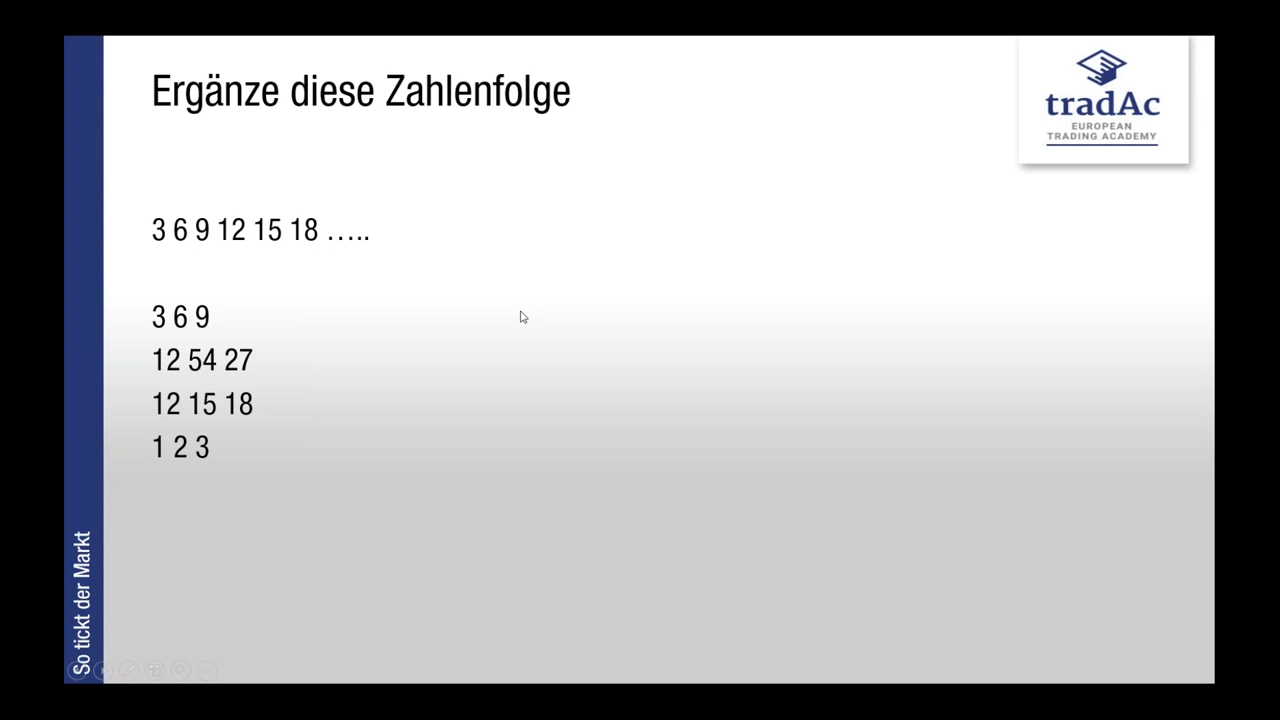 Ergänze diese Zahlenfolge
tradAc
EUROPEAN
TRADING ACADEMY
3 6 9 12 15 18 …..
3 6 9
12 54 27
12 15 18
1 2 3
So tickt der Markt